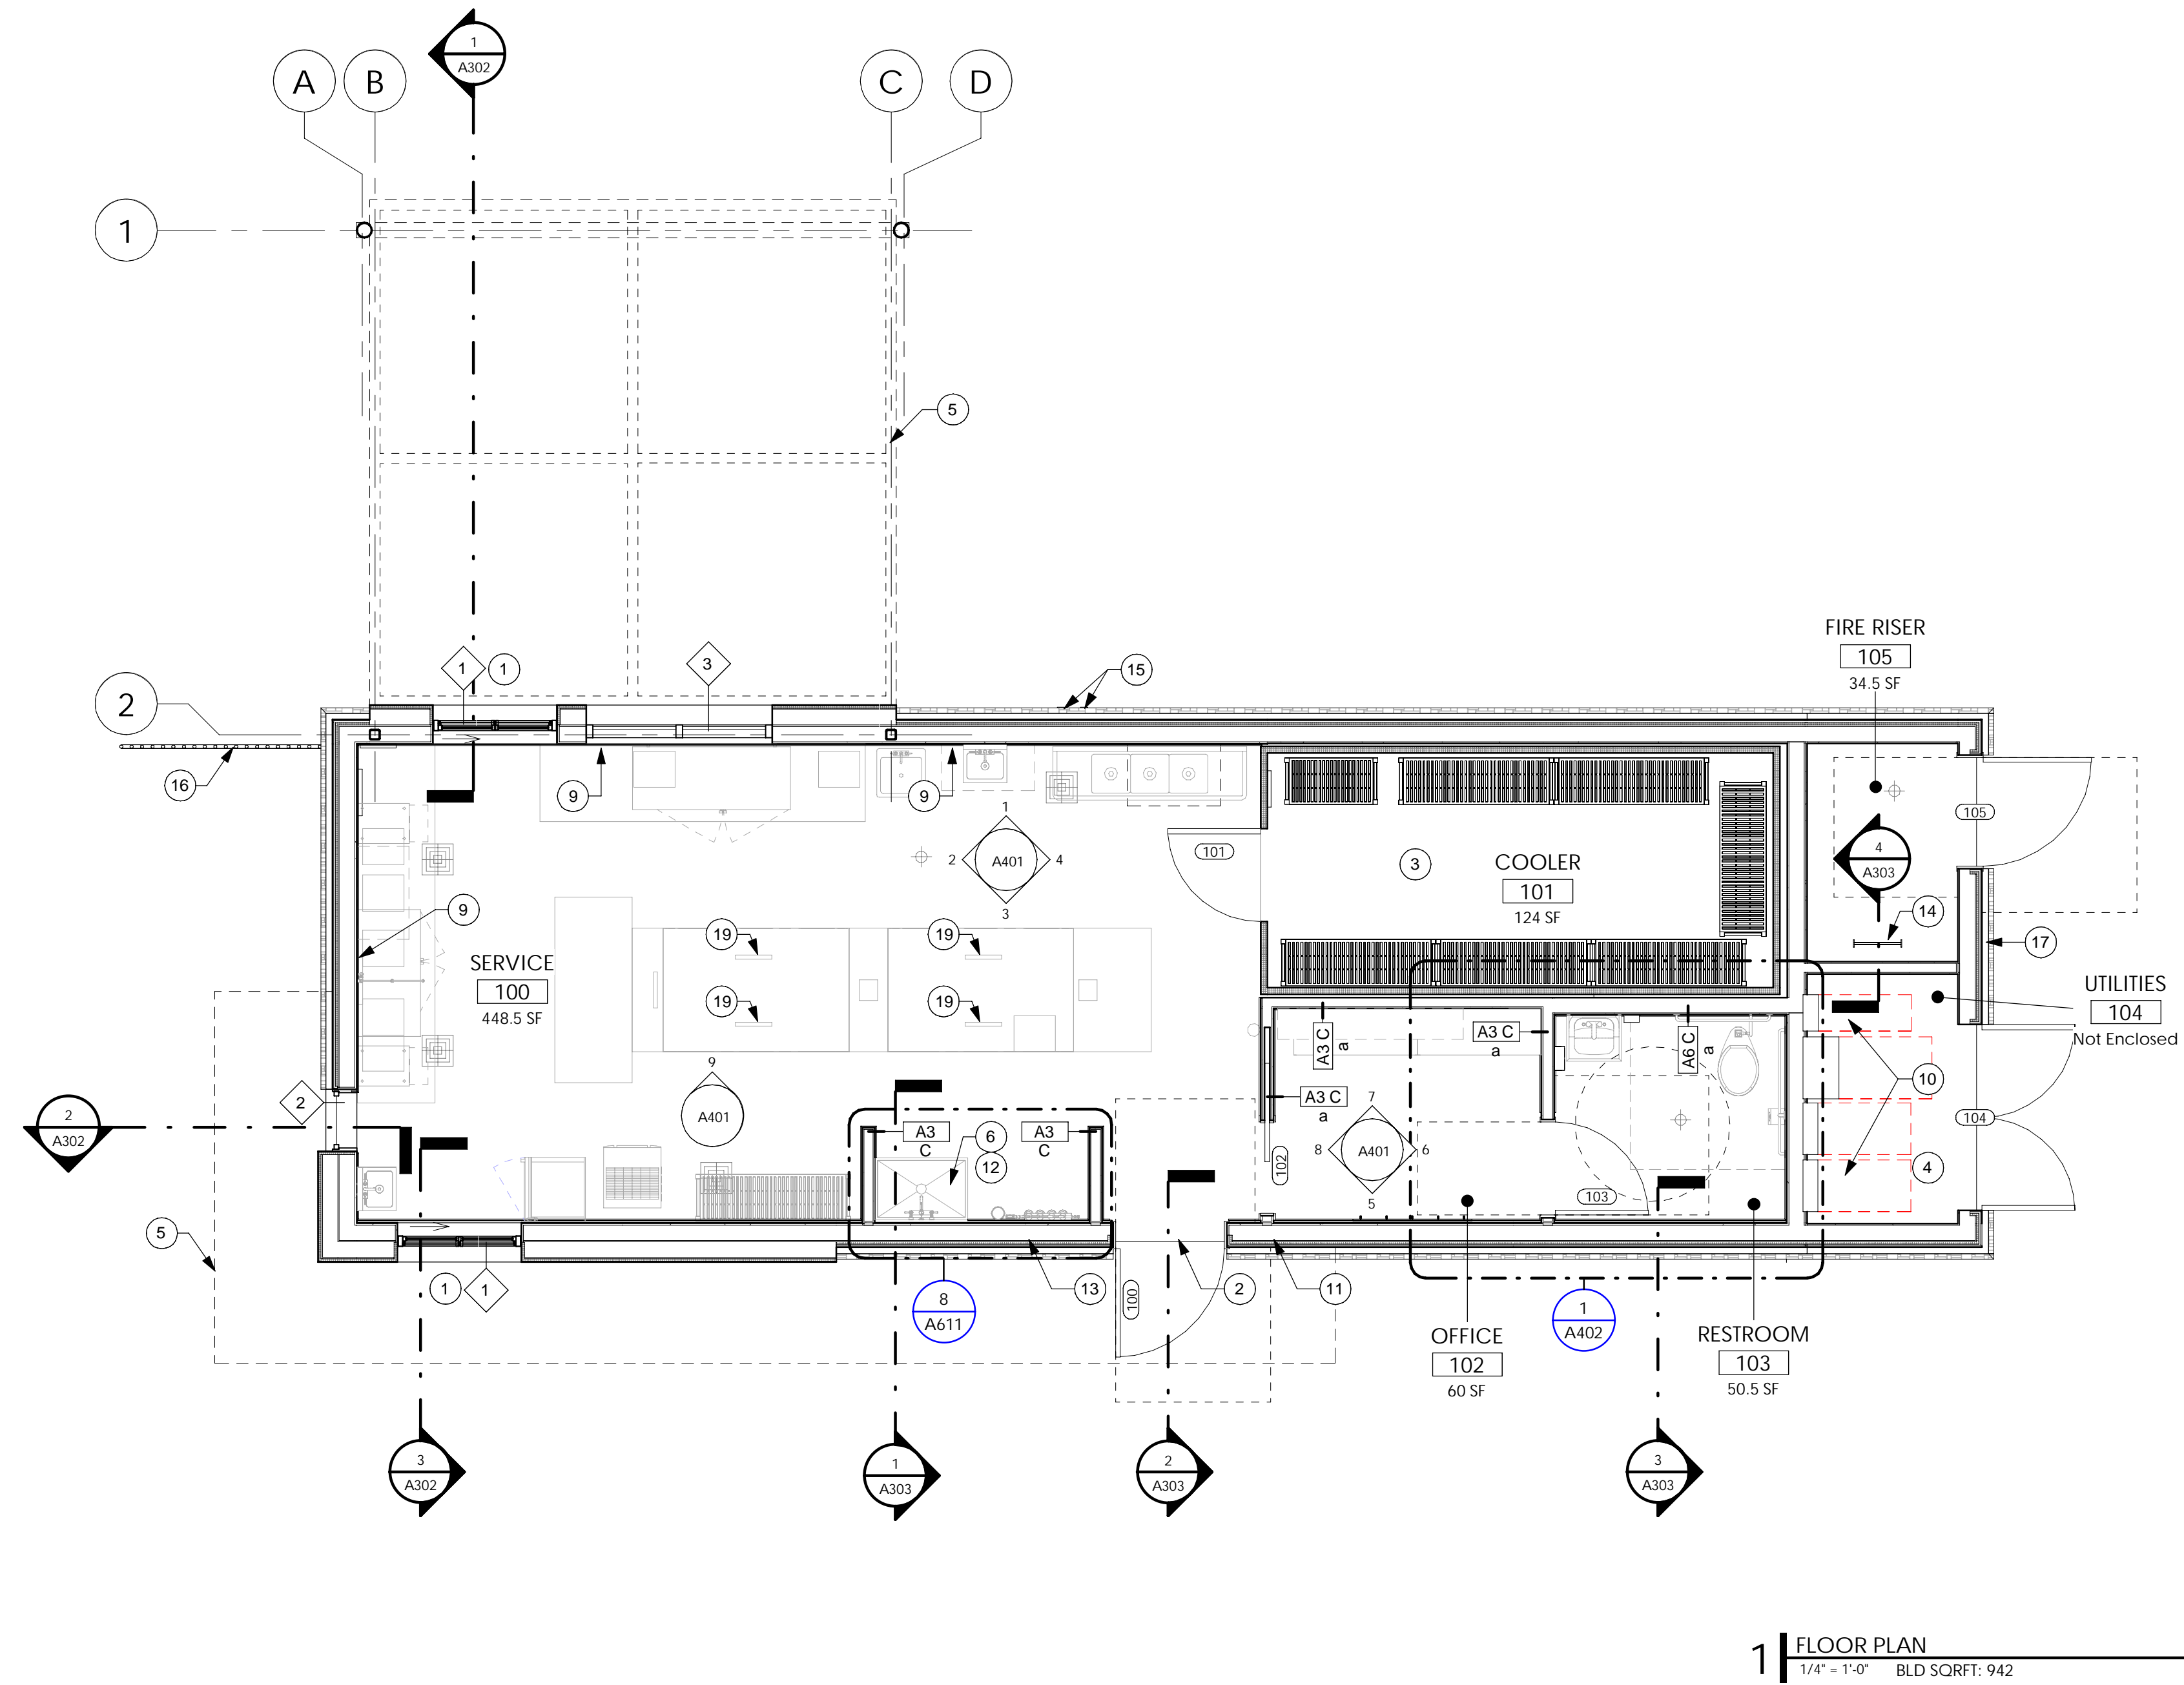 1
A302
A
B
C
D
1
5
FIRE RISER
105
34.5 SF
1
1
3
15
2
16
9
9
105
1
2
A401
4
3
101
3
COOLER
101
124 SF
4
A303
9
14
19
19
17
SERVICE
100
448.5 SF
19
19
UTILITIES
104
Not Enclosed
A3 C
a
A3 C
a
A6 C
a
10
9
A401
2
2
A302
A3 C
a
7
8
A401
6
5
104
A3
C
A3
C
6
12
102
4
103
5
1
1
13
2
11
100
8
A611
1
A402
OFFICE
102
60 SF
RESTROOM
103
50.5 SF
3
A302
1
A303
2
A303
3
A303
1
FLOOR PLAN
1/4" = 1'-0"
BLD SQRFT: 942